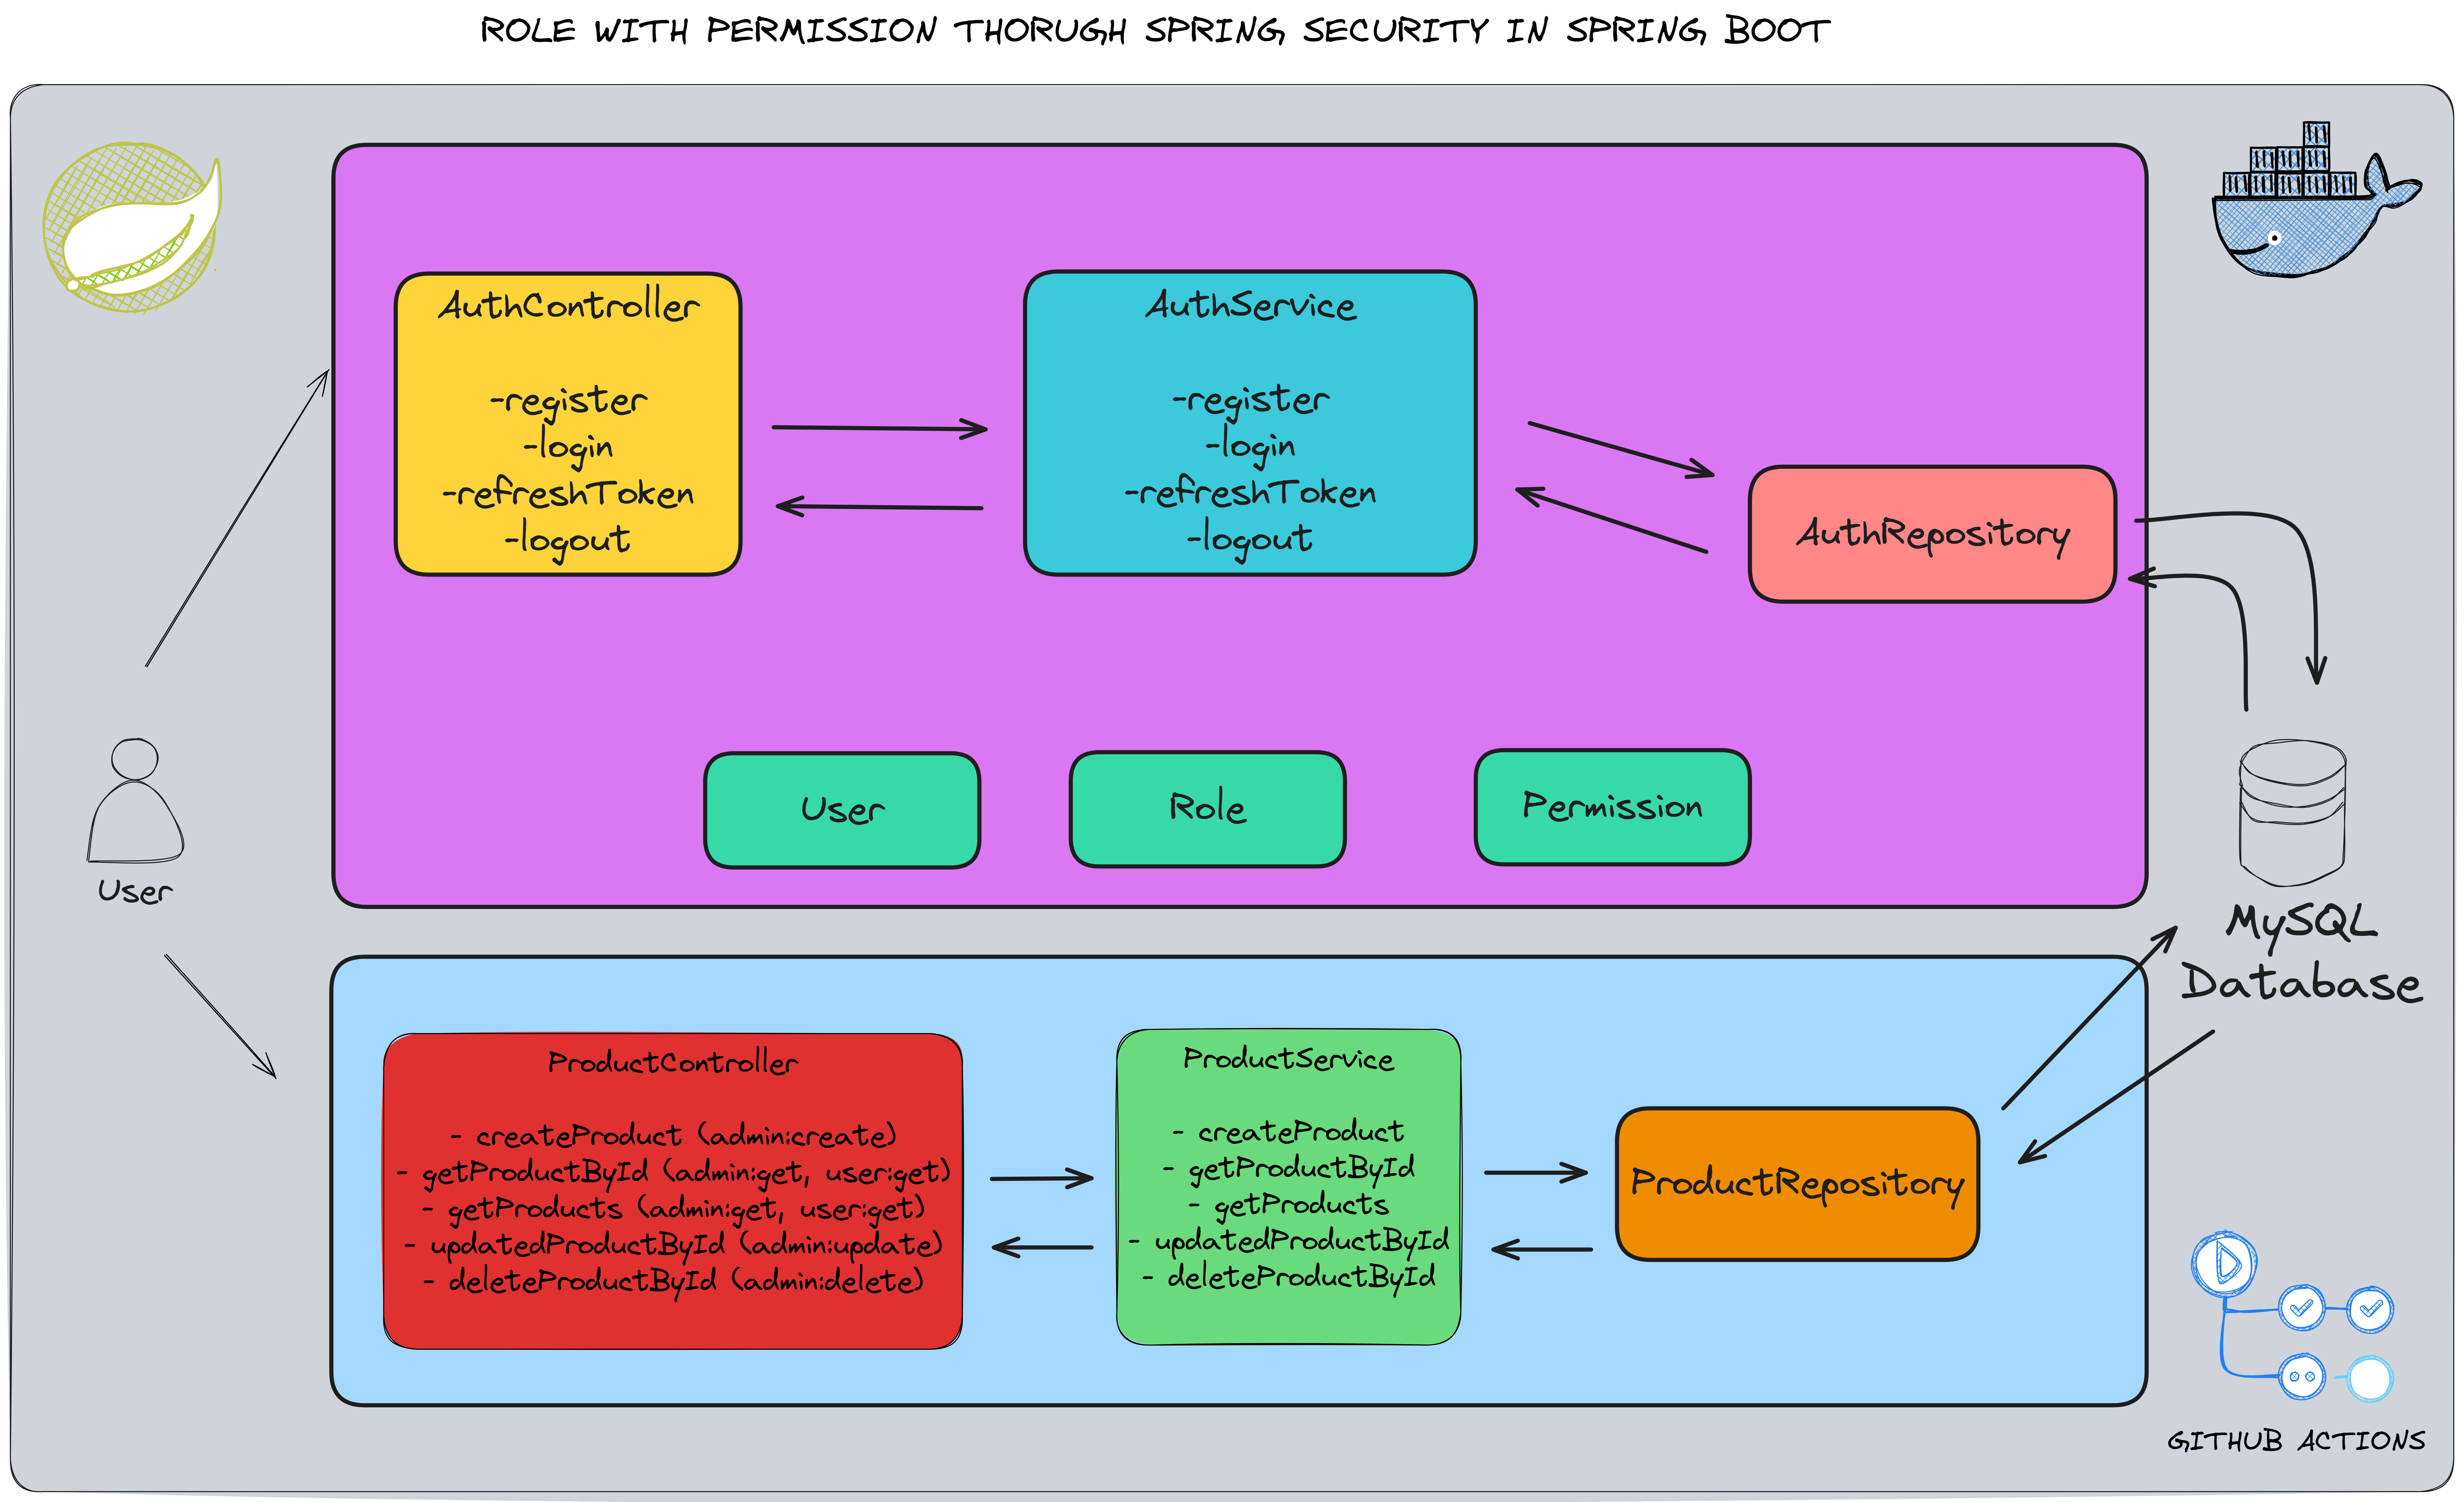 ROLE WITH PERMISSION THORUGH SPRING SECURITY IN SPRING BOOT
AuthController
-register
-login
-refreshToken
-logout
AuthService
-register
-login
-refreshToken
-logout
AuthRepository
User
Role
Permission
User
MySQL
Database
ProductController
- createProduct (admin:create)
- getProductById (admin:get, user:get)
- getProducts (admin:get, user:get)
- updatedProductById (admin:update)
- deleteProductById (admin:delete)
ProductService
- createProduct
- getProductById
- getProducts
- updatedProductById
- deleteProductById
ProductRepository
GITHUB ACTIONS